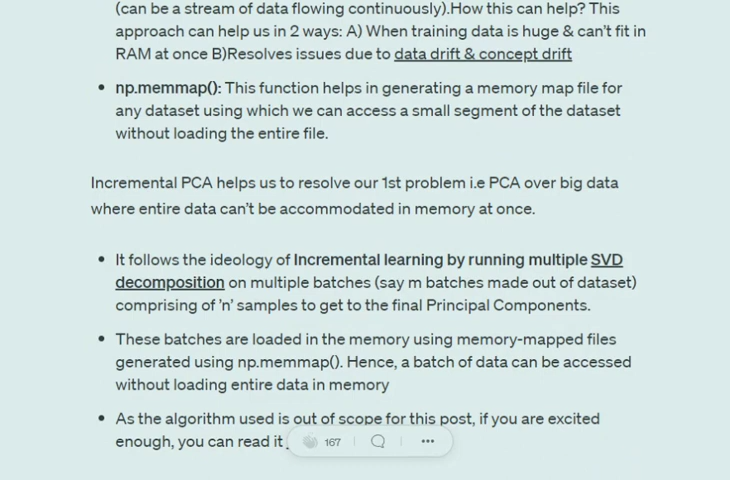 (can be a stream of data flowing continuously).How this can help? This
approach can help us in 2 ways: A) When training data is huge & can't fit in
RAM at once B)Resolves issues due to data drift & concept drift
• np.memmap(): This function helps in generating a memory map file for
any dataset using which we can access a small segment of the dataset
without loading the entire file.
Incremental PCA helps us to resolve our 1st problem i.e PCA over big data
where entire data can't be accommodated in memory at once.
• It follows the ideology of Incremental learning by running multiple SVD
decomposition on multiple batches (say m batches made out of dataset)
comprising of 'n' samples to get to the final Principal Components.
• These batches are loaded in the memory using memory-mapped files
generated using np.memmap(). Hence, a batch of data can be accessed
without loading entire data in memory
• As the algorithm used is out of scope for this post, if you are excited
enough, you can read it
167